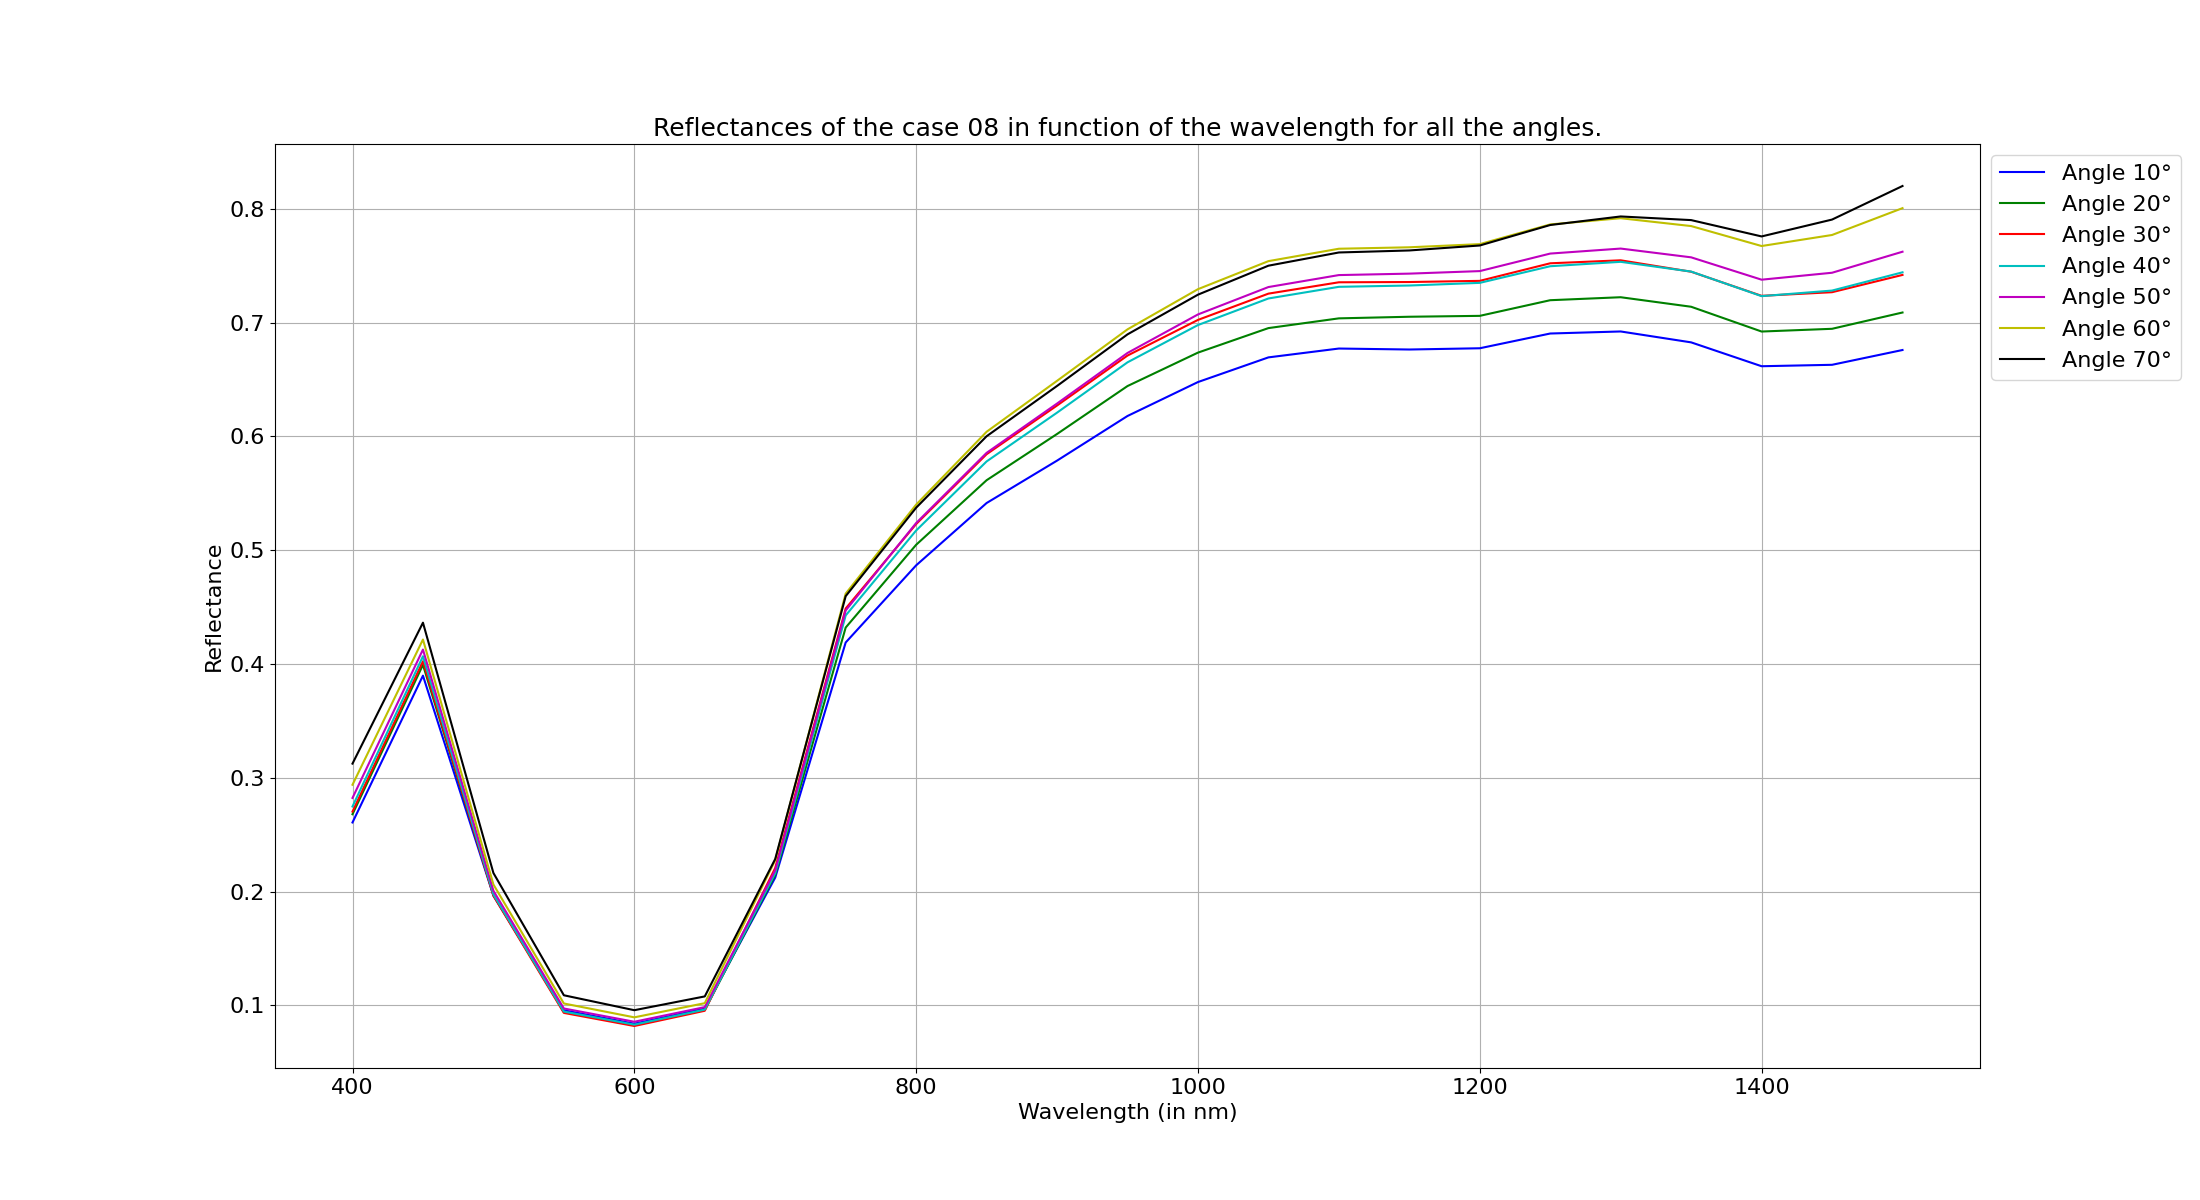 Reflectances of the case 08 in function of the wavelength for all the angles.
Angle 10°
Angle 20°
Angle 30°
Angle 40°
Angle 50°
Angle 60°
Angle 70°
Reflectance
0.8
0.7
0.6
0.5
0.4
0.3
0.2
0.1
400 600 800 1000 1200 1400
Wavelength (in nm)